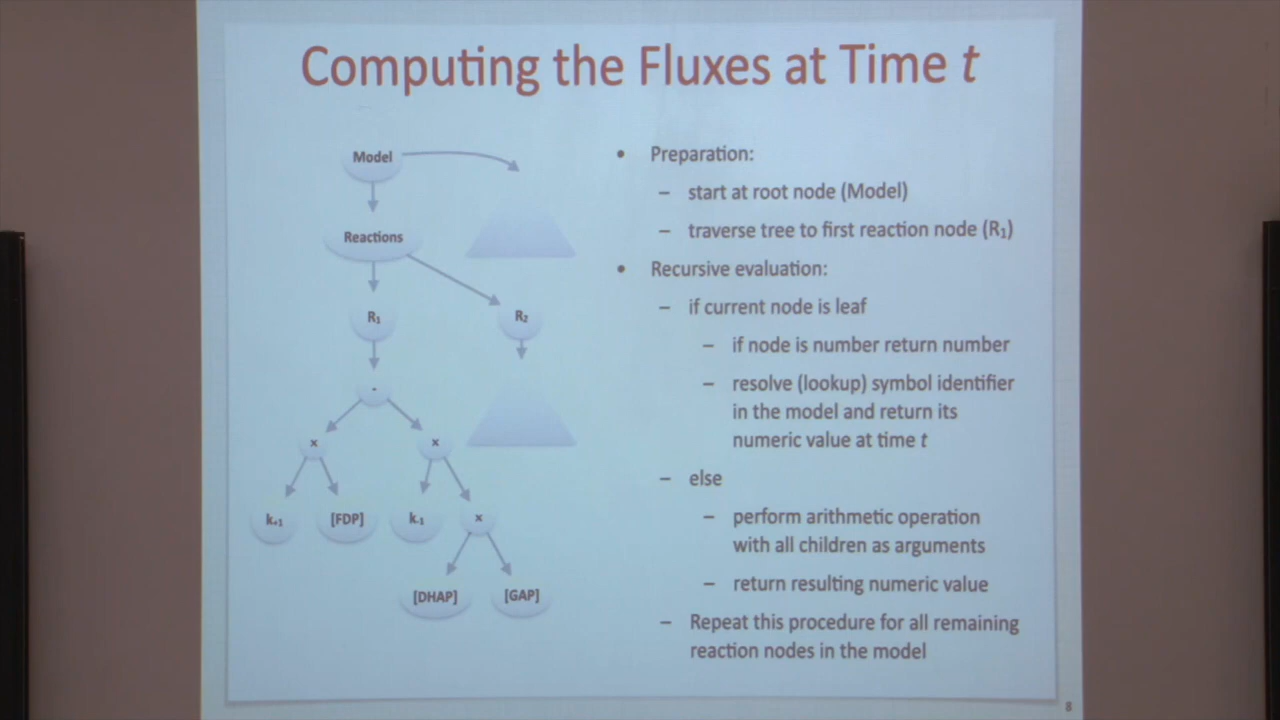 Computing the Fluxes at Time t
Model
Reactions
R₁
R₂
-
x
x
k₊₁
[FDP]
k₋₁
x
[DHAP]
[GAP]
• Preparation:
– start at root node (Model)
– traverse tree to first reaction node (R₁)
• Recursive evaluation:
– if current node is leaf
– if node is number return number
– resolve (lookup) symbol identifier
in the model and return its
numeric value at time t
– else
– perform arithmetic operation
with all children as arguments
– return resulting numeric value
– Repeat this procedure for all remaining
reaction nodes in the model
8